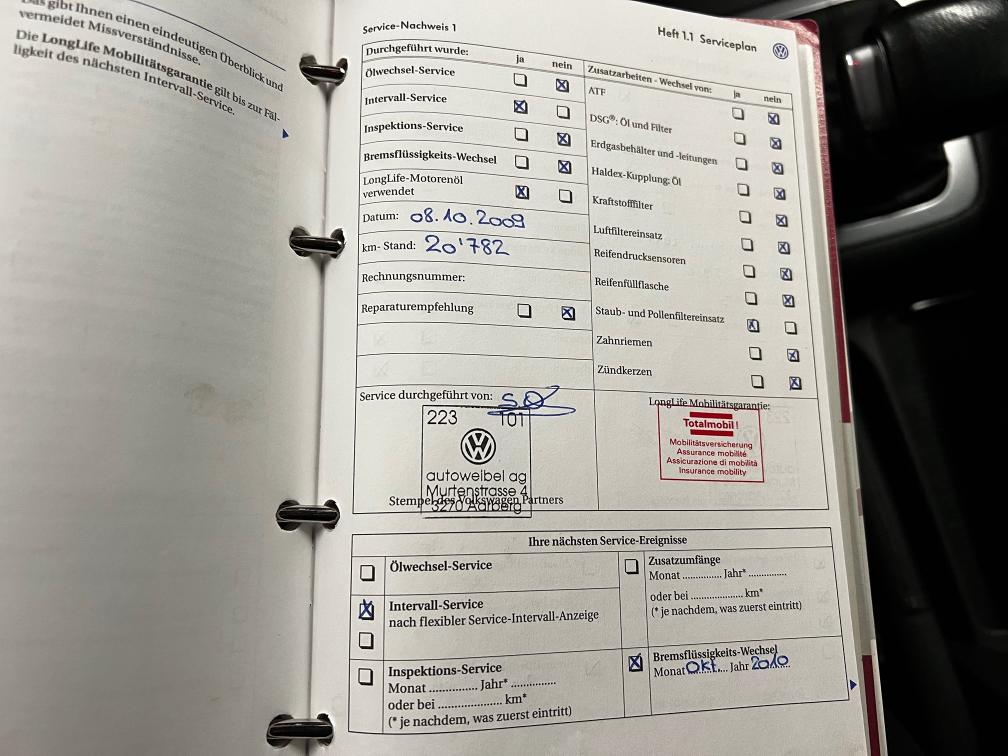 Das gibt Ihnen einen eindeutigen Überblick und
vermeidet Missverständnisse.
Die LongLife Mobilitätsgarantie gilt bis zur Fäl-
ligkeit des nächsten Intervall-Service.
Service-Nachweis 1
Heft 1.1 Serviceplan
Durchgeführt wurde:
ja nein
Ölwechsel-Service
Intervall-Service
Inspektions-Service
Bremsflüssigkeits-Wechsel
LongLife-Motorenöl
verwendet
Datum: 08.10.2009
km-Stand: 20'782
Rechnungsnummer:
Reparaturempfehlung
Zusatzarbeiten - Wechsel von:
ja nein
ATF
DSG®: Öl und Filter
Erdgasbehälter und -leitungen
Haldex-Kupplung: Öl
Kraftstofffilter
Luftfiltereinsatz
Reifendrucksensoren
Reifenfüllflasche
Staub- und Pollenfiltereinsatz
Zahnriemen
Zündkerzen
Service durchgeführt von:
223 101
autoweibel ag
Murtenstrasse 4
3270 Aarberg
Stempel des Volkswagen Partners
LongLife Mobilitätsgarantie:
Totalmobil!
Mobilitätsversicherung
Assurance mobilité
Assicurazione di mobilità
Insurance mobility
Ihre nächsten Service-Ereignisse
Ölwechsel-Service
Intervall-Service
nach flexibler Service-Intervall-Anzeige
Inspektions-Service
Monat ............... Jahr* ..............
oder bei ..................... km*
(* je nachdem, was zuerst eintritt)
Zusatzumfänge
Monat ............... Jahr* ..............
oder bei ..................... km*
(* je nachdem, was zuerst eintritt)
Bremsflüssigkeits-Wechsel
Monat Okt. Jahr 2010